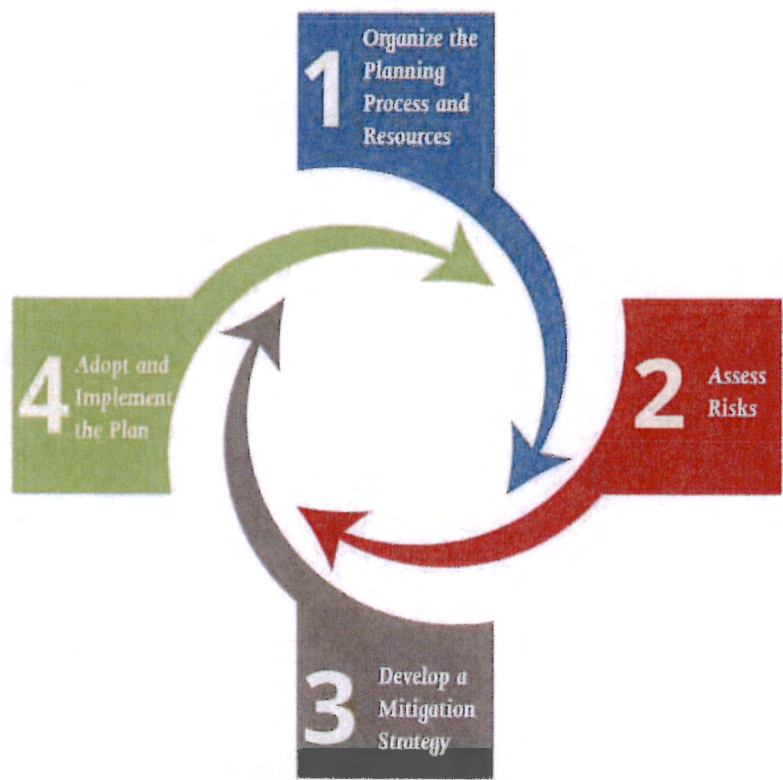 1
Organize the
Planning
Process and
Resources
2
Assess
Risks
3
Develop a
Mitigation
Strategy
4
Adopt and
Implement
the Plan